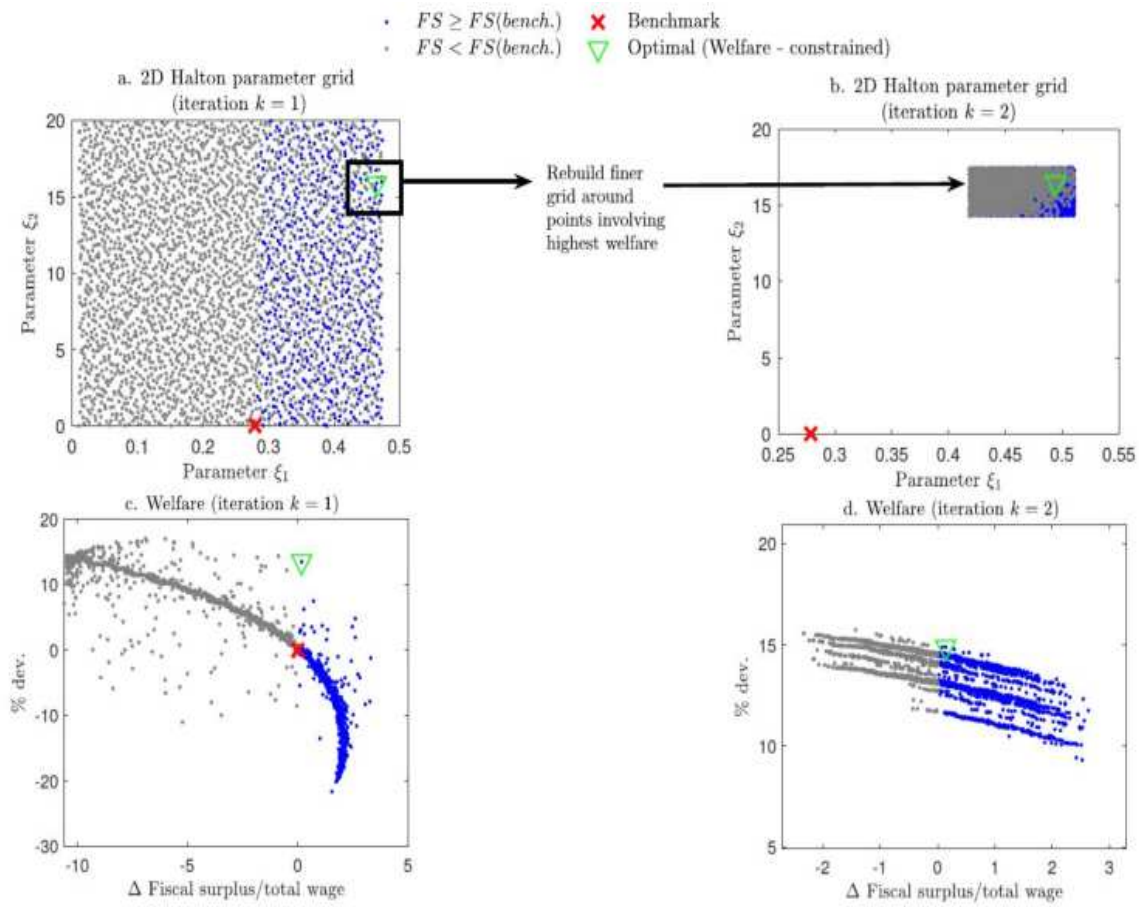 FS ≥ FS(bench.) Benchmark
FS < FS(bench.) Optimal (Welfare - constrained)
a. 2D Halton parameter grid
(iteration k = 1)
20
15
10
5
0
Parameter ξ2
0 0.1 0.2 0.3 0.4 0.5
Parameter ξ1
Rebuild finer
grid around
points involving
highest welfare
b. 2D Halton parameter grid
(iteration k = 2)
20
15
10
5
0
Parameter ξ2
0.25 0.3 0.35 0.4 0.45 0.5 0.55
Parameter ξ1
c. Welfare (iteration k = 1)
20
10
0
-10
-20
-30
% dev.
-10 -5 0 5
Δ Fiscal surplus/total wage
d. Welfare (iteration k = 2)
20
15
10
5
% dev.
-2 -1 0 1 2 3
Δ Fiscal surplus/total wage